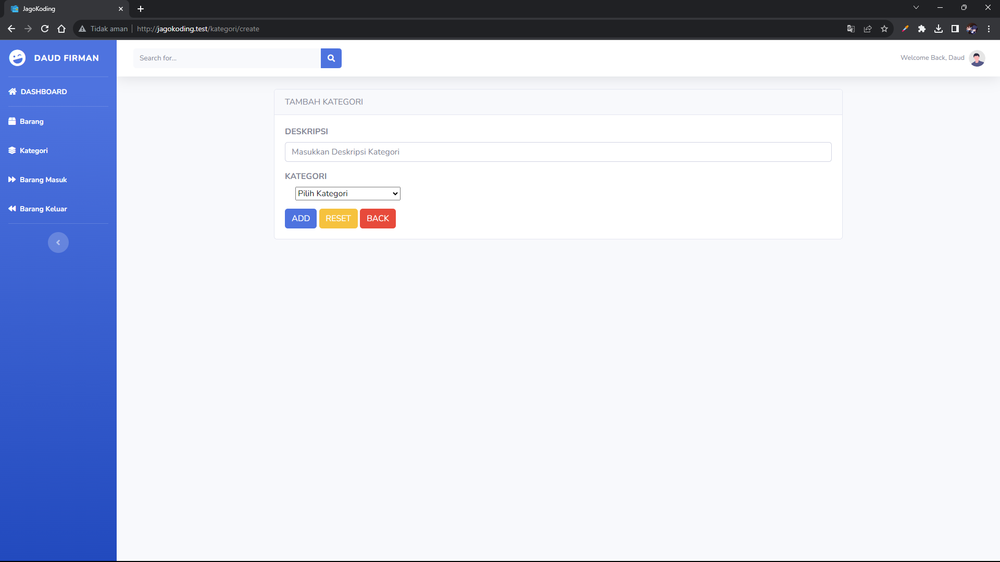 JagoKoding
Tidak aman
http://jagokoding.test/kategori/create
DAUD FIRMAN
Search for...
Welcome Back, Daud
DASHBOARD
Barang
Kategori
Barang Masuk
Barang Keluar
TAMBAH KATEGORI
DESKRIPSI
Masukkan Deskripsi Kategori
KATEGORI
Pilih Kategori
ADD RESET BACK